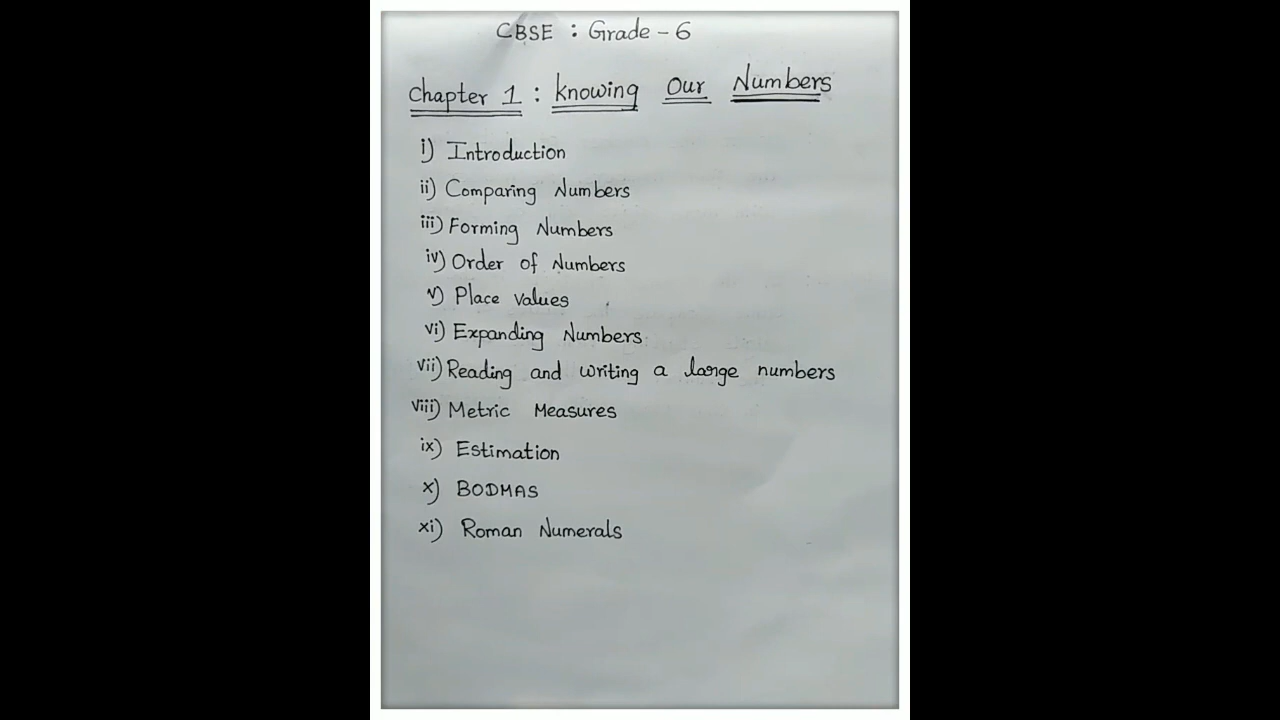 CBSE : Grade - 6
Chapter 1 : Knowing Our Numbers
i) Introduction
ii) Comparing Numbers
iii) Forming Numbers
iv) Order of Numbers
v) Place Values
vi) Expanding Numbers
vii) Reading and writing a large numbers
viii) Metric Measures
ix) Estimation
x) BODMAS
xi) Roman Numerals